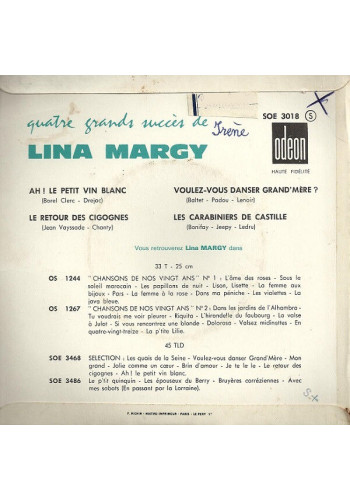 quatre grands succès de
Irène
SOE 3018 S
LINA MARGY
odeon
HAUTE FIDÉLITÉ
AH ! LE PETIT VIN BLANC
(Borel Clerc - Drejac)
VOULEZ-VOUS DANSER GRAND'MÈRE ?
(Baltet - Padou - Lenoir)
LE RETOUR DES CIGOGNES
(Jean Vayssade - Chanty)
LES CARABINIERS DE CASTILLE
(Bonifay - Jeepy - Ledru)
Vous retrouverez Lina MARGY dans
33 T - 25 cm
OS 1244 "CHANSONS DE NOS VINGT ANS" N° 1 : L'âme des roses - Sous le
soleil marocain - Les papillons de nuit - Lison, Lisette - La femme aux
bijoux - Pars - La femme à la rose - Dans ma péniche - Les violettes - La
java bleue.
OS 1267 "CHANSONS DE NOS VINGT ANS" N° 2 : Dans les jardins de l'Alhambra -
Tu voudrais me voir pleurer - Riquita - L'hirondelle du faubourg - La valse
à Julot - Si vous rencontrez une blonde - Dolorosa - Valsez midinettes - En
quatre-vingt-treize - La p'tite Lilie.
45 TLD
SOE 3468 SELECTION : Les quais de la Seine - Voulez-vous danser Grand'Mère - Mon
grand - Jolie comme un cœur - Brin d'amour - Je te le le - Le retour des
cigognes - Ah ! le petit vin blanc.
SOE 3486 Le p'tit quinquin - Les épousaux du Berry - Bruyères corréziennes - Avec
mes sabots (En passant par la Lorraine).